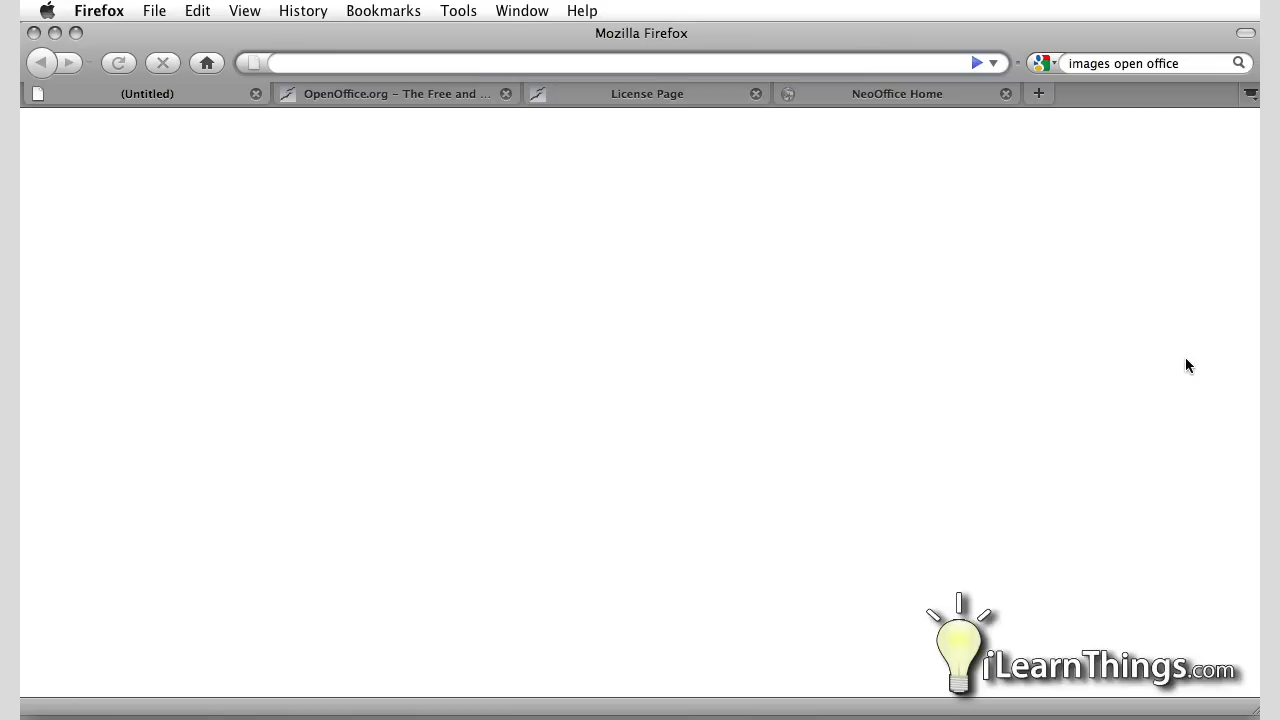 Firefox File Edit View History Bookmarks Tools Window Help
Mozilla Firefox
images open office
(Untitled) OpenOffice.org – The Free and ... License Page NeoOffice Home
iLearnThings.com